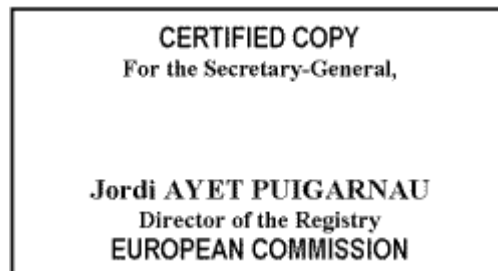 CERTIFIED COPY
For the Secretary-General,
Jordi AYET PUIGARNAU
Director of the Registry
EUROPEAN COMMISSION